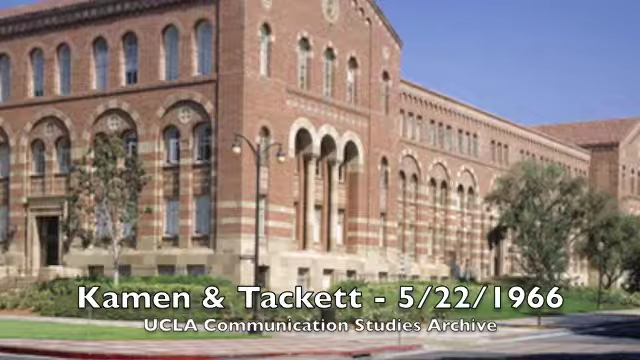 Kamen & Tackett - 5/22/1966
UCLA Communication Studies Archive